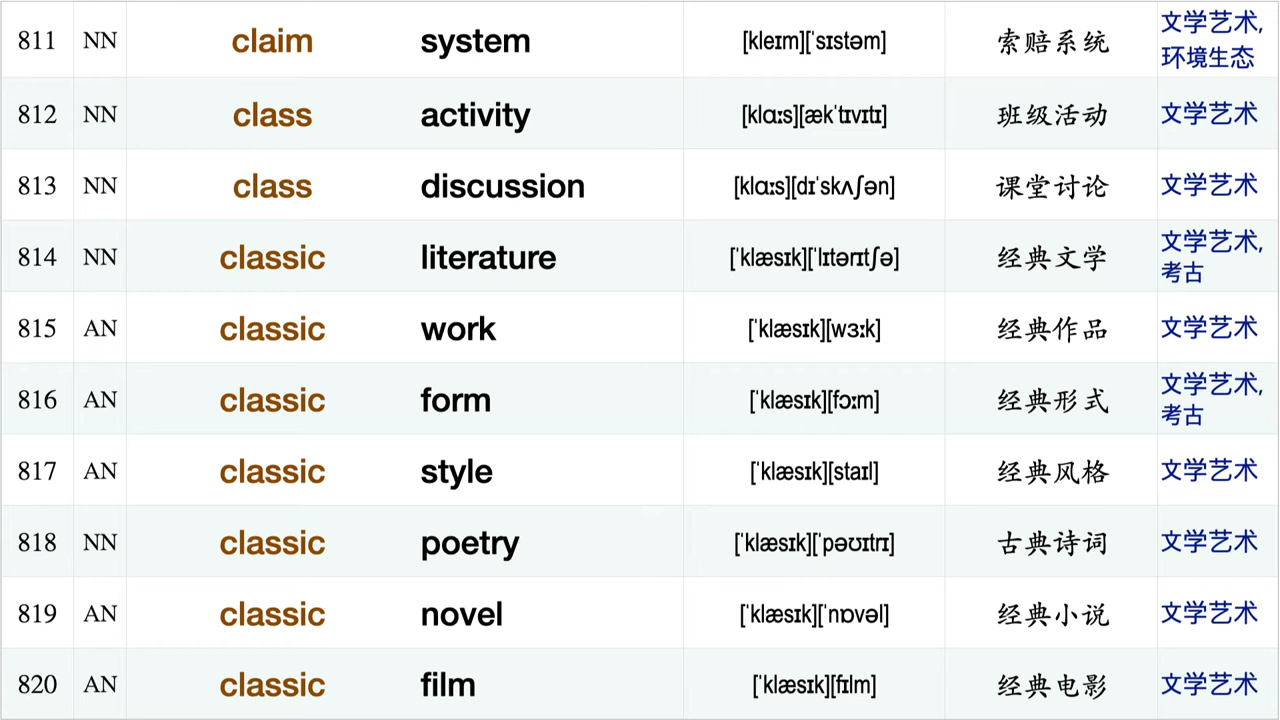 811 NN claim system [kleɪm][ˈsɪstəm] 索赔系统 文学艺术, 环境生态
812 NN class activity [klɑːs][ækˈtɪvɪtɪ] 班级活动 文学艺术
813 NN class discussion [klɑːs][dɪˈskʌʃən] 课堂讨论 文学艺术
814 NN classic literature [ˈklæsɪk][ˈlɪtərɪtʃə] 经典文学 文学艺术, 考古
815 AN classic work [ˈklæsɪk][wɜːk] 经典作品 文学艺术
816 AN classic form [ˈklæsɪk][fɔːm] 经典形式 文学艺术, 考古
817 AN classic style [ˈklæsɪk][staɪl] 经典风格 文学艺术
818 NN classic poetry [ˈklæsɪk][ˈpəʊɪtrɪ] 古典诗词 文学艺术
819 AN classic novel [ˈklæsɪk][ˈnɒvəl] 经典小说 文学艺术
820 AN classic film [ˈklæsɪk][fɪlm] 经典电影 文学艺术